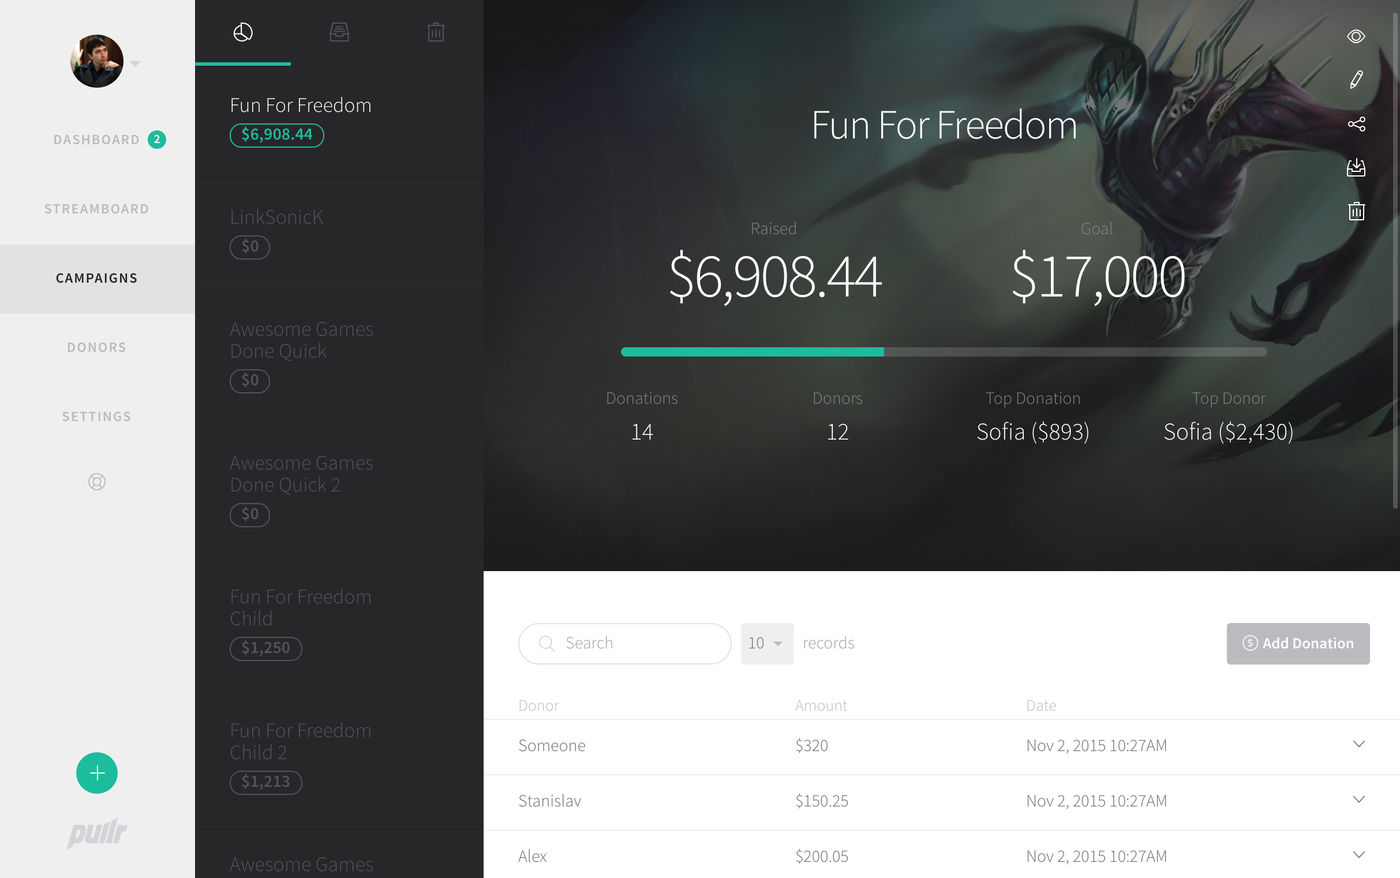 DASHBOARD 2
STREAMBOARD
CAMPAIGNS
DONORS
SETTINGS
pullr
Fun For Freedom
$6,908.44
LinkSonicK
$0
Awesome Games
Done Quick
$0
Awesome Games
Done Quick 2
$0
Fun For Freedom
Child
$1,250
Fun For Freedom
Child 2
$1,213
Awesome Games
Fun For Freedom
Raised
$6,908.44
Goal
$17,000
Donations
14
Donors
12
Top Donation
Sofia ($893)
Top Donor
Sofia ($2,430)
Search
10 records
Add Donation
Donor Amount Date
Someone $320 Nov 2, 2015 10:27AM
Stanislav $150.25 Nov 2, 2015 10:27AM
Alex $200.05 Nov 2, 2015 10:27AM